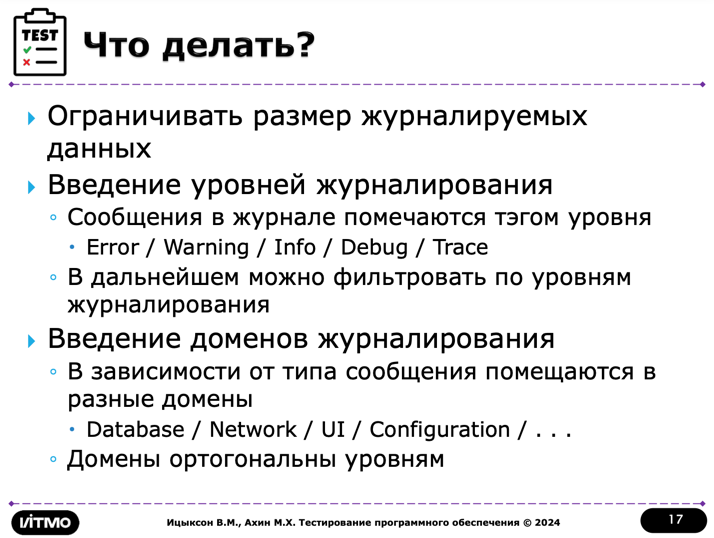 TEST
Что делать?
Ограничивать размер журналируемых
данных
Введение уровней журналирования
Сообщения в журнале помечаются тэгом уровня
Error / Warning / Info / Debug / Trace
В дальнейшем можно фильтровать по уровням
журналирования
Введение доменов журналирования
В зависимости от типа сообщения помещаются в
разные домены
Database / Network / UI / Configuration / . . .
Домены ортогональны уровням
ИТМО
Ицыксон В.М., Ахин М.Х. Тестирование программного обеспечения © 2024
17